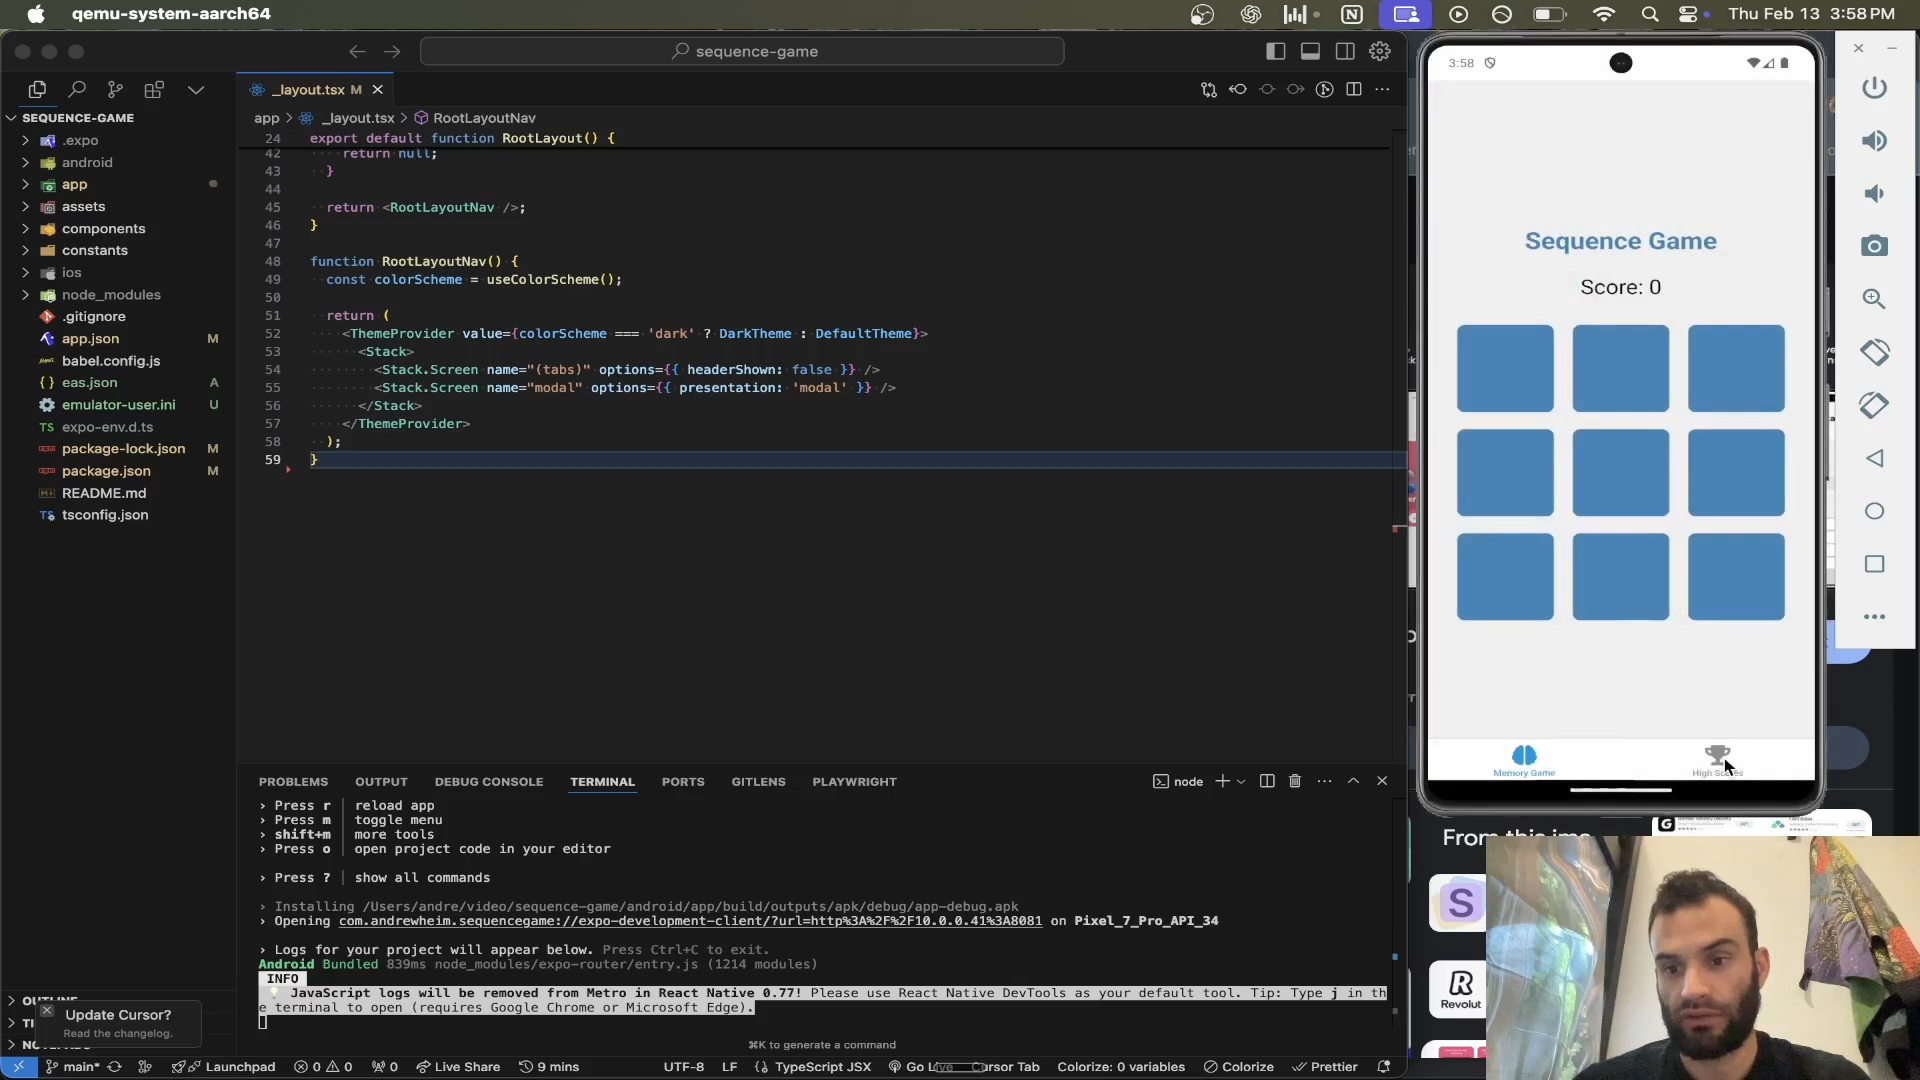 qemu-system-aarch64
Thu Feb 13 3:58 PM
sequence-game
SEQUENCE-GAME
.expo
android
app
assets
components
constants
ios
node_modules
.gitignore
app.json M
babel.config.js
eas.json A
emulator-user.ini U
expo-env.d.ts
package-lock.json M
package.json M
README.md
tsconfig.json
OUTLINE
Update Cursor?
Read the changelog.
_layout.tsx M
app > _layout.tsx > RootLayoutNav
24 export default function RootLayout() {
42 return null;
43 }
44
45 return <RootLayoutNav />;
46 }
47
48 function RootLayoutNav() {
49 const colorScheme = useColorScheme();
50
51 return (
52 <ThemeProvider value={colorScheme === 'dark' ? DarkTheme : DefaultTheme}>
53 <Stack>
54 <Stack.Screen name="(tabs)" options={{ headerShown: false }} />
55 <Stack.Screen name="modal" options={{ presentation: 'modal' }} />
56 </Stack>
57 </ThemeProvider>
58 );
59 }
PROBLEMS OUTPUT DEBUG CONSOLE TERMINAL PORTS GITLENS PLAYWRIGHT
node
› Press r │ reload app
› Press m │ toggle menu
› shift+m │ more tools
› Press o │ open project code in your editor
› Press ? │ show all commands
› Installing /Users/andre/video/sequence-game/android/app/build/outputs/apk/debug/app-debug.apk
› Opening com.andrewheim.sequencegame://expo-development-client/?url=http%3A%2F%2F10.0.0.41%3A8081 on Pixel_7_Pro_API_34
› Logs for your project will appear below. Press Ctrl+C to exit.
Android Bundled 839ms node_modules/expo-router/entry.js (1214 modules)
INFO
💡 JavaScript logs will be removed from Metro in React Native 0.77! Please use React Native DevTools as your default tool. Tip: Type j in th
e terminal to open (requires Google Chrome or Microsoft Edge).
⌘K to generate a command
main* Launchpad 0 0 0 Live Share 9 mins
UTF-8 LF TypeScript JSX Cursor Tab Colorize: 0 variables Colorize Prettier
3:58
Sequence Game
Score: 0
Memory Game
High
From this
S
R
Revolut